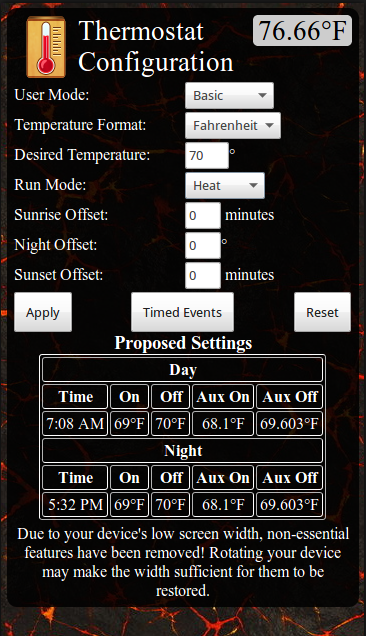 Thermostat Configuration
76.66°F
User Mode: Basic
Temperature Format: Fahrenheit
Desired Temperature: 70 °
Run Mode: Heat
Sunrise Offset: 0 minutes
Night Offset: 0 °
Sunset Offset: 0 minutes
Apply Timed Events Reset
Proposed Settings
Day
Time On Off Aux On Aux Off
7:08 AM 69°F 70°F 68.1°F 69.603°F
Night
Time On Off Aux On Aux Off
5:32 PM 69°F 70°F 68.1°F 69.603°F
Due to your device's low screen width, non-essential
features have been removed! Rotating your device
may make the width sufficient for them to be
restored.